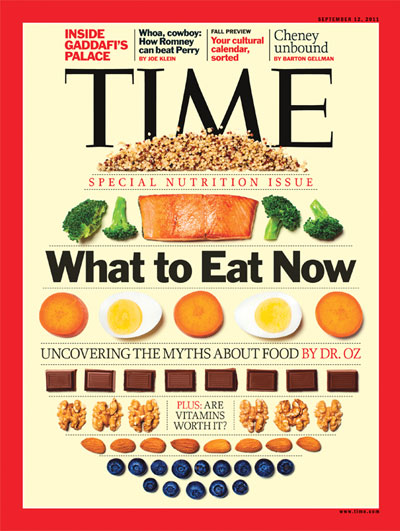 SEPTEMBER 12, 2011
INSIDE
GADDAFI'S
PALACE
Whoa, cowboy:
How Romney
can beat Perry
BY JOE KLEIN
FALL PREVIEW
Your cultural
calendar,
sorted
Cheney
unbound
BY BARTON GELLMAN
TIME
SPECIAL NUTRITION ISSUE
What to Eat Now
UNCOVERING THE MYTHS ABOUT FOOD BY DR. OZ
PLUS: ARE
VITAMINS
WORTH IT?
www.time.com